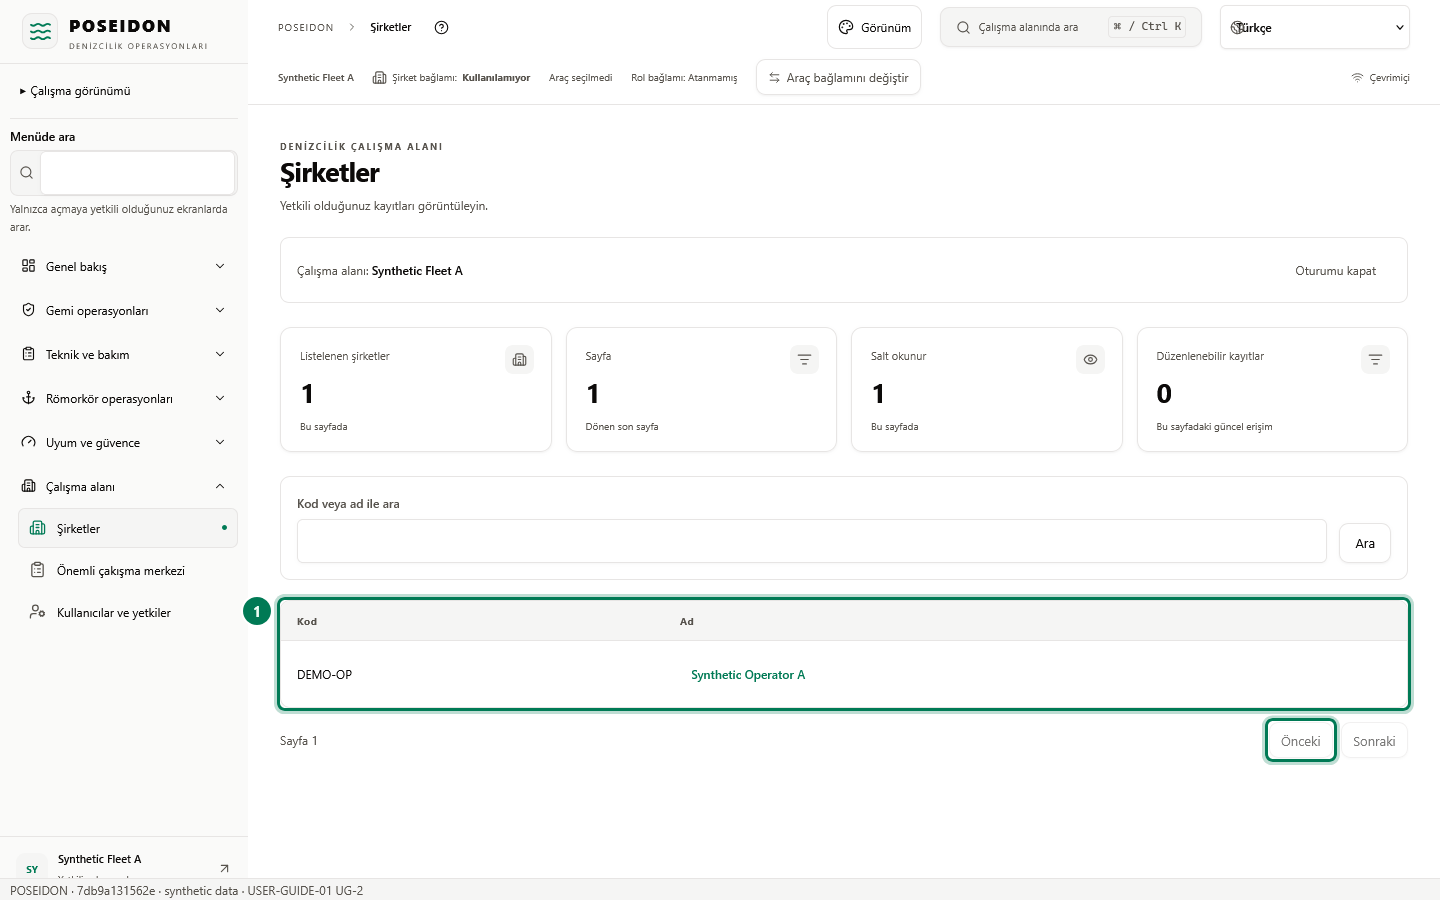 POSEIDON
DENİZCİLİK OPERASYONLARI
Çalışma görünümü
Menüde ara
Yalnızca açmaya yetkili olduğunuz ekranlarda
arar.
Genel bakış
Gemi operasyonları
Teknik ve bakım
Römorkör operasyonları
Uyum ve güvence
Çalışma alanı
Şirketler
Önemli çakışma merkezi
Kullanıcılar ve yetkiler
SY
Synthetic Fleet A
POSEIDON
Şirketler
Görünüm
Çalışma alanında ara
⌘ / Ctrl K
Türkçe
Synthetic Fleet A
Şirket bağlamı: Kullanılamıyor
Araç seçilmedi
Rol bağlamı: Atanmamış
Araç bağlamını değiştir
Çevrimiçi
DENİZCİLİK ÇALIŞMA ALANI
Şirketler
Yetkili olduğunuz kayıtları görüntüleyin.
Çalışma alanı: Synthetic Fleet A
Oturumu kapat
Listelenen şirketler
1
Bu sayfada
Sayfa
1
Dönen son sayfa
Salt okunur
1
Bu sayfada
Düzenlenebilir kayıtlar
0
Bu sayfadaki güncel erişim
Kod veya ad ile ara
Ara
1
Kod
Ad
DEMO-OP
Synthetic Operator A
Sayfa 1
Önceki
Sonraki
POSEIDON · 7db9a131562e · synthetic data · USER-GUIDE-01 UG-2